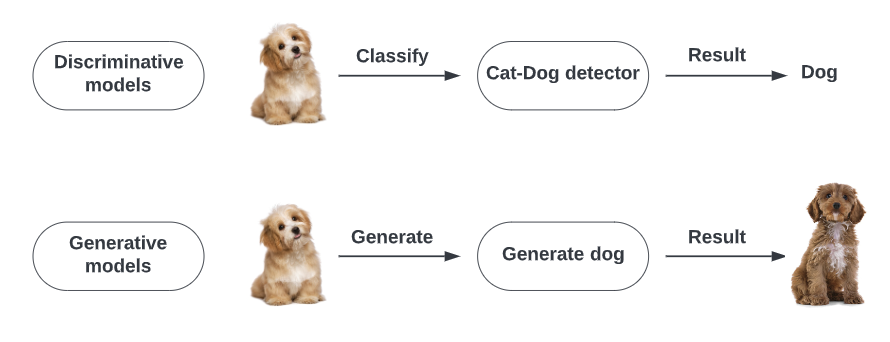 Discriminative
models
Classify
Cat-Dog detector
Result
Dog
Generative
models
Generate
Generate dog
Result